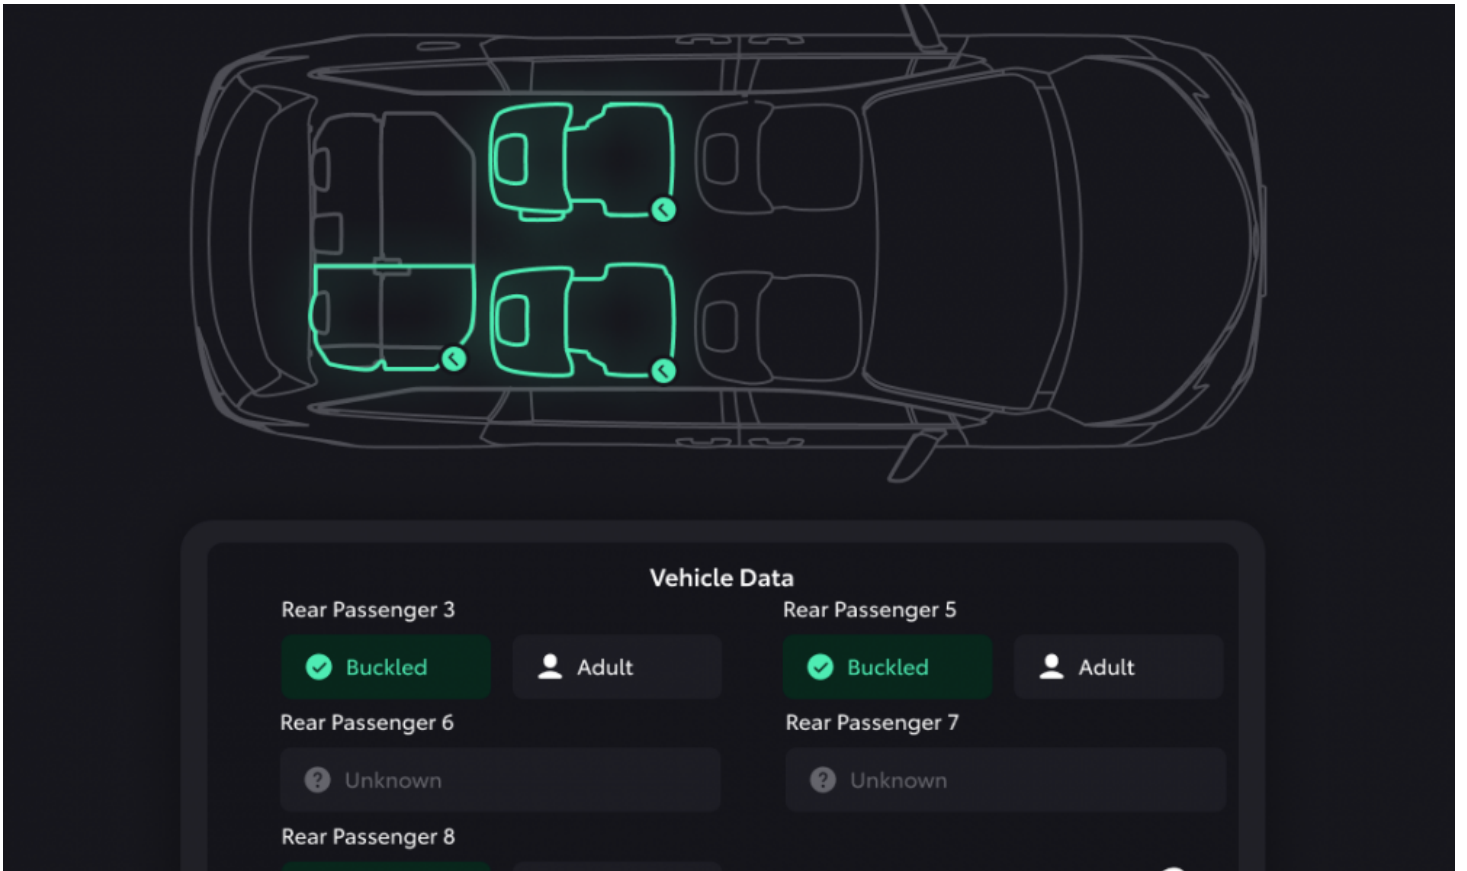 Vehicle Data
Rear Passenger 3
Rear Passenger 5
Buckled
Adult
Buckled
Adult
Rear Passenger 6
Rear Passenger 7
Unknown
Unknown
Rear Passenger 8